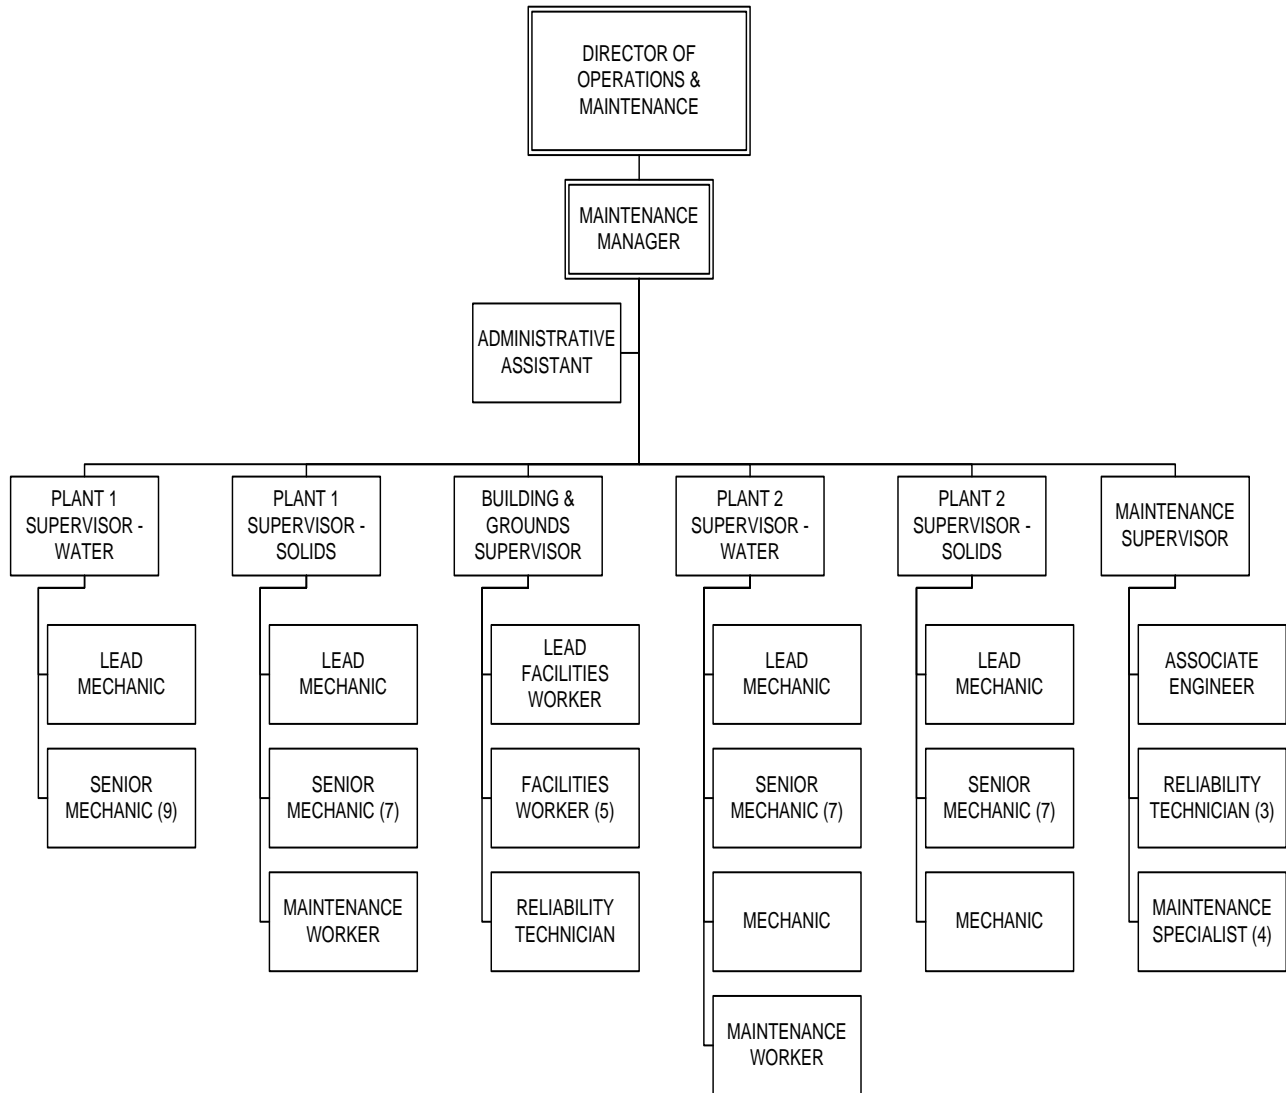 DIRECTOR OF
OPERATIONS &
MAINTENANCE
MAINTENANCE
MANAGER
ADMINISTRATIVE
ASSISTANT
PLANT 1
SUPERVISOR -
WATER
PLANT 1
SUPERVISOR -
SOLIDS
BUILDING &
GROUNDS
SUPERVISOR
PLANT 2
SUPERVISOR -
WATER
PLANT 2
SUPERVISOR -
SOLIDS
MAINTENANCE
SUPERVISOR
LEAD
MECHANIC
LEAD
MECHANIC
LEAD
FACILITIES
WORKER
LEAD
MECHANIC
LEAD
MECHANIC
ASSOCIATE
ENGINEER
SENIOR
MECHANIC (9)
SENIOR
MECHANIC (7)
FACILITIES
WORKER (5)
SENIOR
MECHANIC (7)
SENIOR
MECHANIC (7)
RELIABILITY
TECHNICIAN (3)
MAINTENANCE
WORKER
RELIABILITY
TECHNICIAN
MECHANIC
MECHANIC
MAINTENANCE
SPECIALIST (4)
MAINTENANCE
WORKER